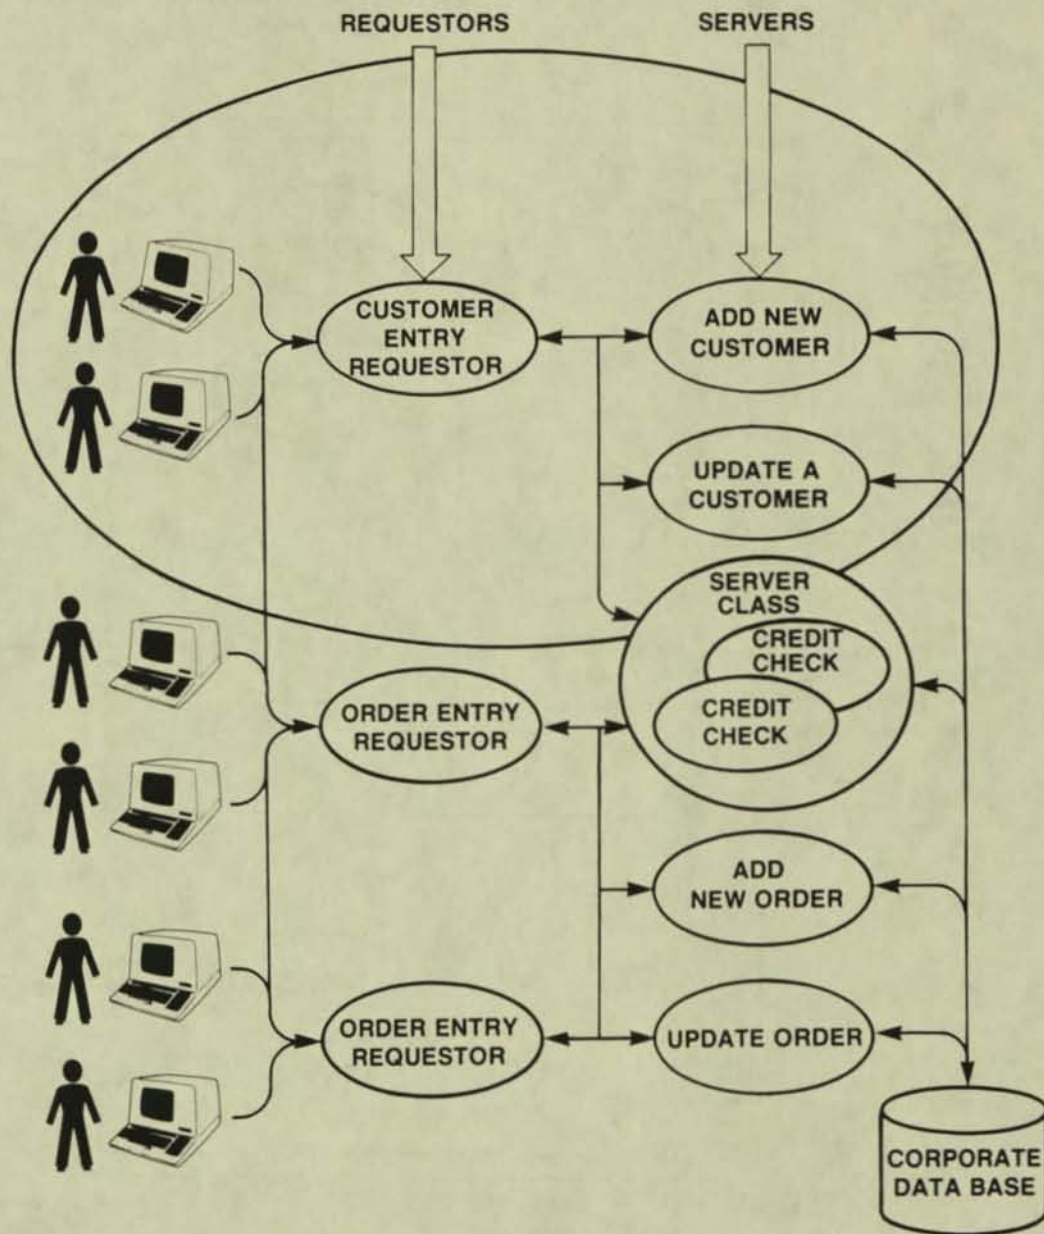 REQUESTORS
SERVERS
CUSTOMER
ENTRY
REQUESTOR
ADD NEW
CUSTOMER
UPDATE A
CUSTOMER
SERVER
CLASS
CREDIT
CHECK
CREDIT
CHECK
ORDER ENTRY
REQUESTOR
ADD
NEW ORDER
ORDER ENTRY
REQUESTOR
UPDATE ORDER
CORPORATE
DATA BASE